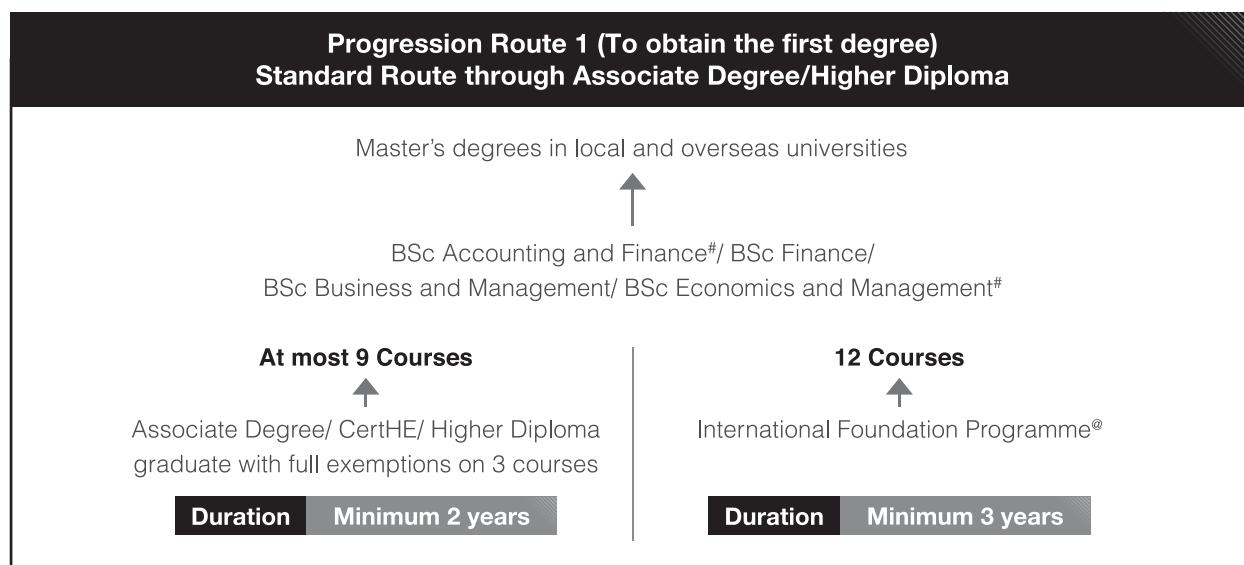 Progression Route 1 (To obtain the first degree)
Standard Route through Associate Degree/Higher Diploma
Master's degrees in local and overseas universities
BSc Accounting and Finance#/ BSc Finance/
BSc Business and Management/ BSc Economics and Management#
At most 9 Courses
Associate Degree/ CertHE/ Higher Diploma
graduate with full exemptions on 3 courses
Duration Minimum 2 years
12 Courses
International Foundation Programme@
Duration Minimum 3 years